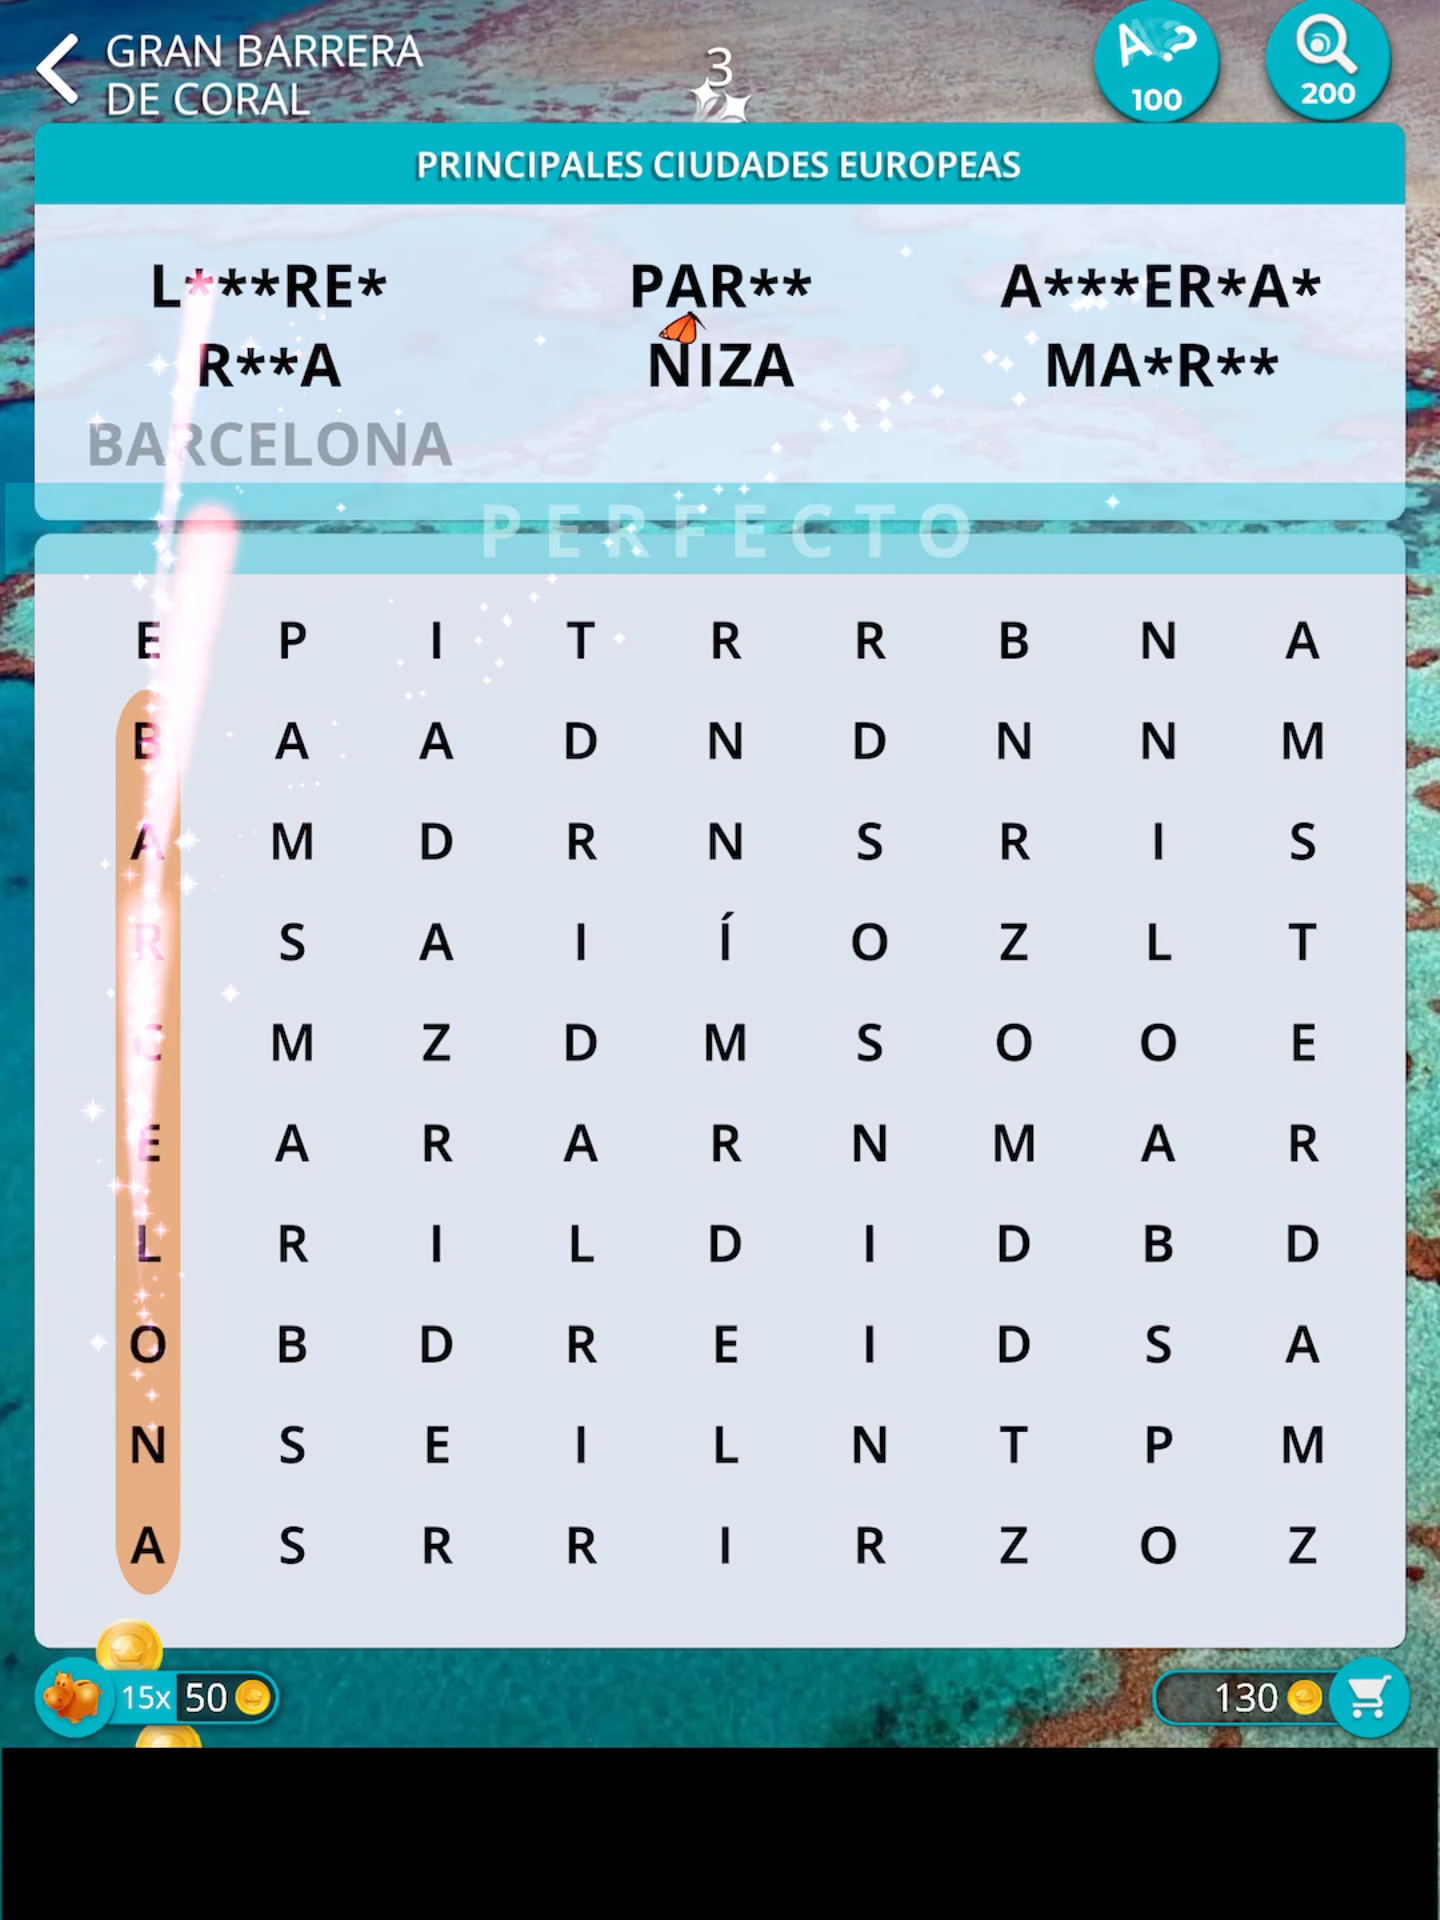 GRAN BARRERA
DE CORAL
3
A ?
100
200
PRINCIPALES CIUDADES EUROPEAS
L***RE* PAR** A***ER*A*
R**A NIZA MA*R**
BARCELONA
PERFECTO
E P I T R R B N A
B A A D N D N N M
A M D R N S R I S
R S A I Í O Z L T
C M Z D M S O O E
E A R A R N M A R
L R I L D I D B D
O B D R E I D S A
N S E I L N T P M
A S R R I R Z O Z
15x 50
130